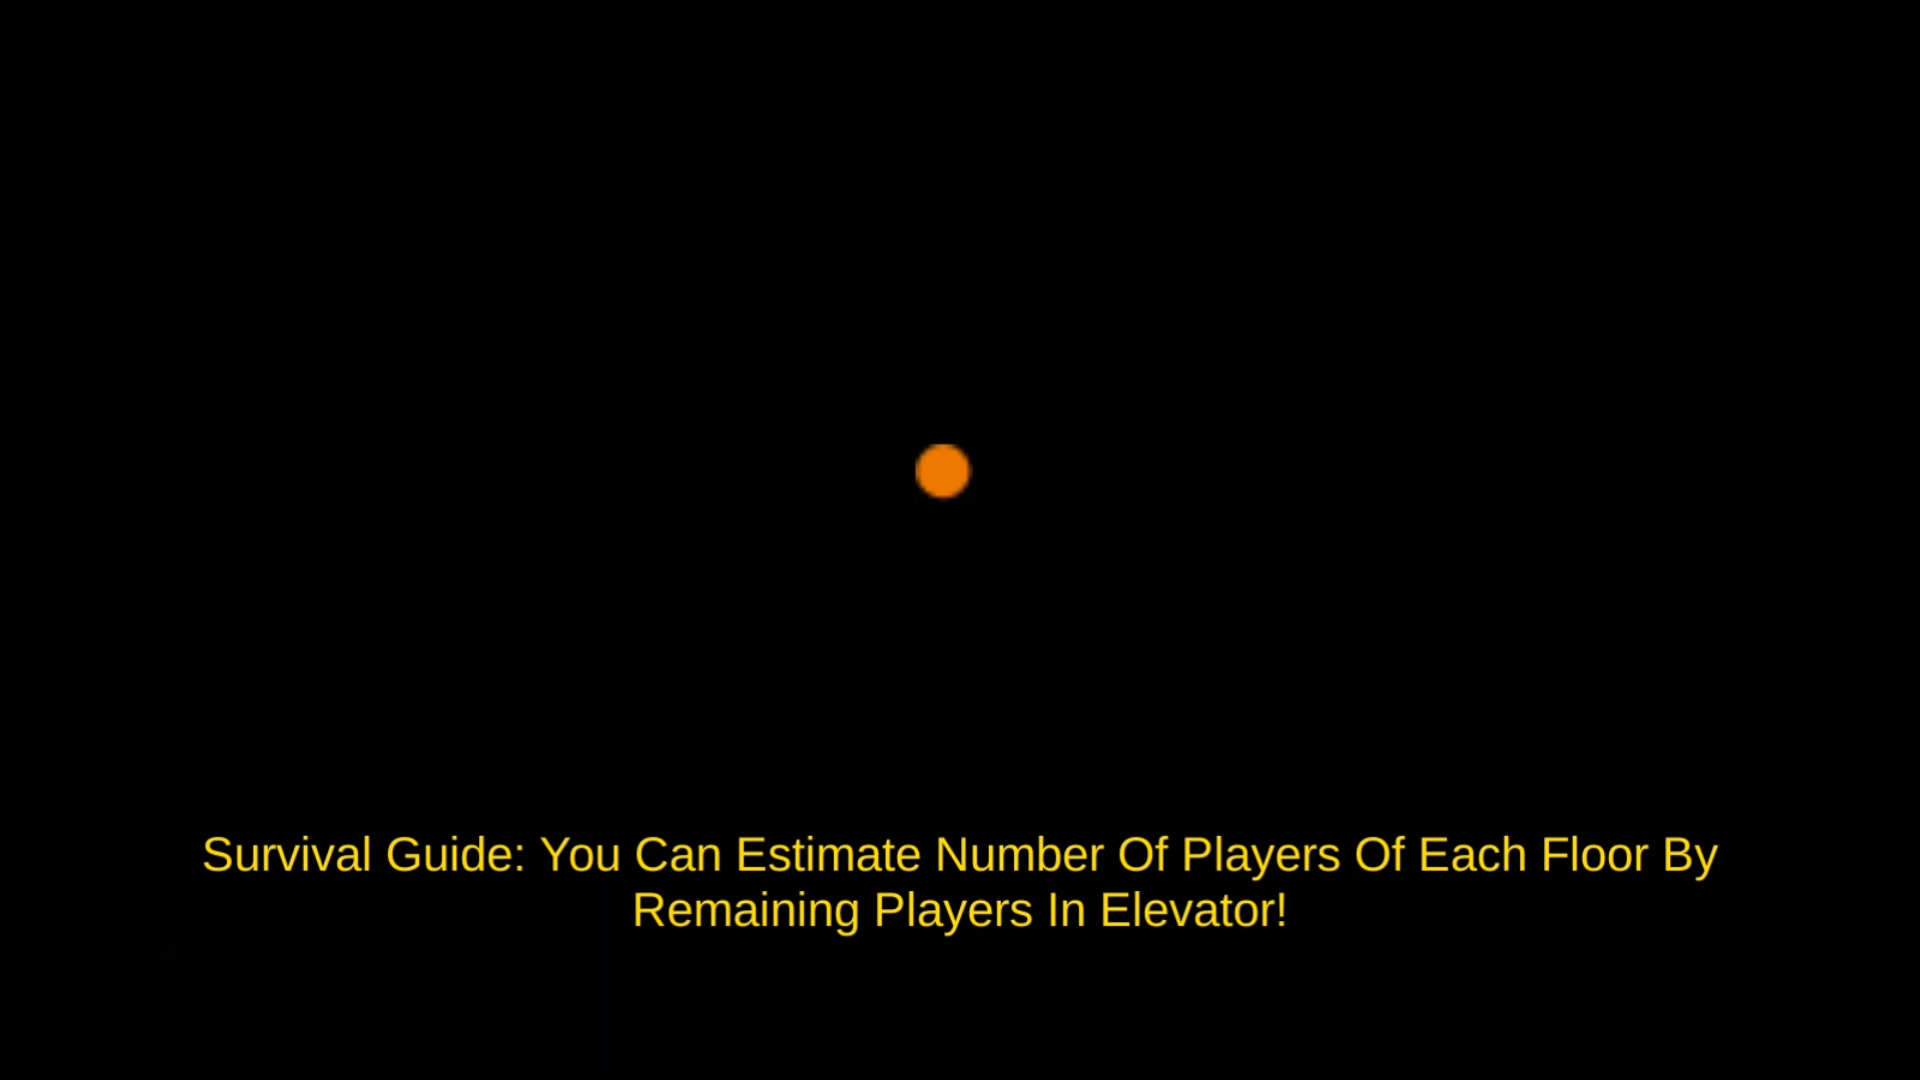 Survival Guide: You Can Estimate Number Of Players Of Each Floor By
Remaining Players In Elevator!